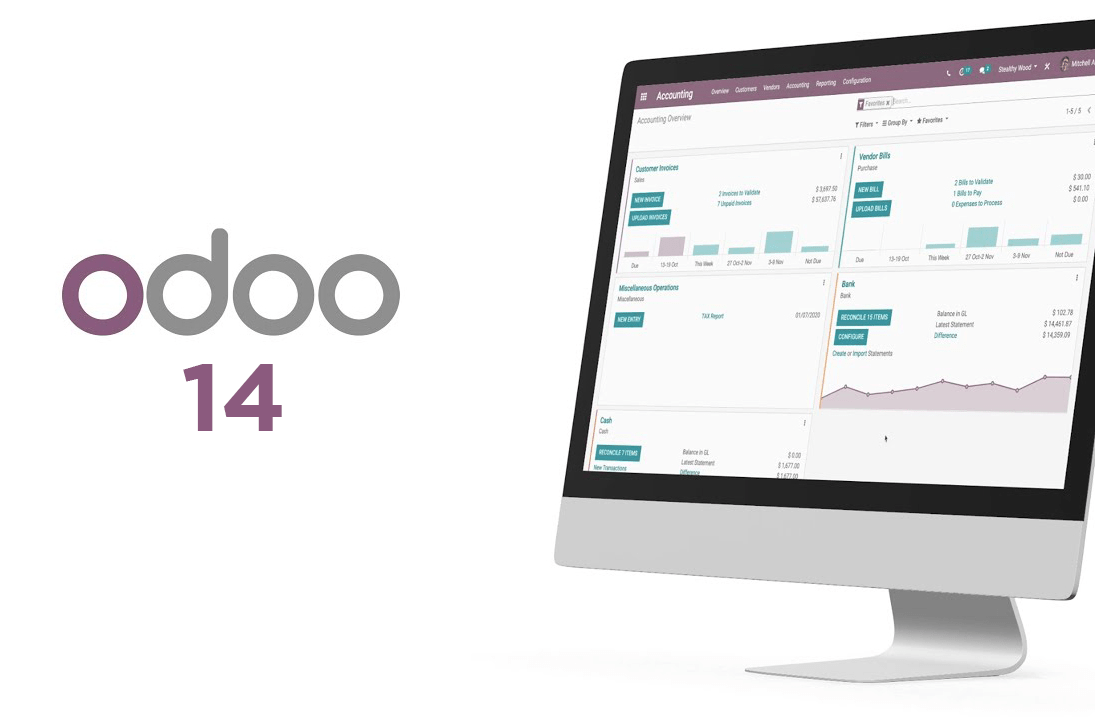 odoo
14
Accounting
Overview Customers Vendors Accounting Reporting Configuration
17 2 Stealthy Wood Mitchell A
Accounting Overview
Favorites x Search...
Filters Group By Favorites
1-5 / 5
Customer Invoices
Sales
NEW INVOICE
UPLOAD INVOICES
2 Invoices to Validate $ 3,697.50
7 Unpaid Invoices $ 57,637.76
Due 13-19 Oct This Week 27 Oct-2 Nov 3-9 Nov Not Due
Vendor Bills
Purchase
NEW BILL
UPLOAD BILLS
2 Bills to Validate $ 30.00
1 Bills to Pay $ 541.10
0 Expenses to Process $ 0.00
Due 13-19 Oct This Week 27 Oct-2 Nov 3-9 Nov Not Due
Miscellaneous Operations
Miscellaneous
NEW ENTRY
TAX Report 01/07/2020
Bank
Bank
RECONCILE 15 ITEMS
CONFIGURE
Create or Import Statements
Balance in GL $ 102.78
Latest Statement $ 14,461.87
Difference $ 14,359.09
Cash
Cash
RECONCILE 7 ITEMS
New Transactions
Balance in GL $ 0.00
Latest Statement $ 1,677.00
Difference $ 1,677.00